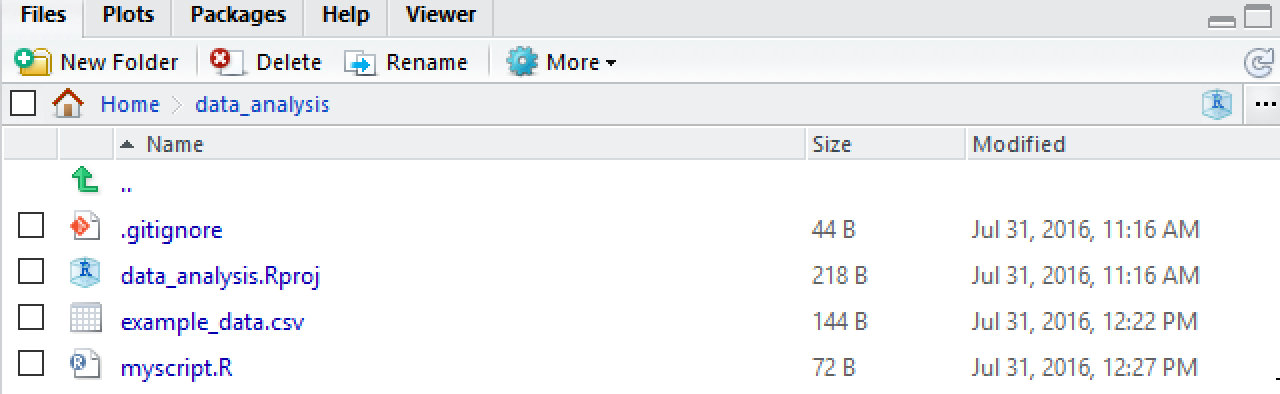 Files Plots Packages Help Viewer
New Folder Delete Rename More
Home data_analysis R ...
Name Size Modified
..
.gitignore 44 B Jul 31, 2016, 11:16 AM
R data_analysis.Rproj 218 B Jul 31, 2016, 11:16 AM
example_data.csv 144 B Jul 31, 2016, 12:22 PM
R myscript.R 72 B Jul 31, 2016, 12:27 PM